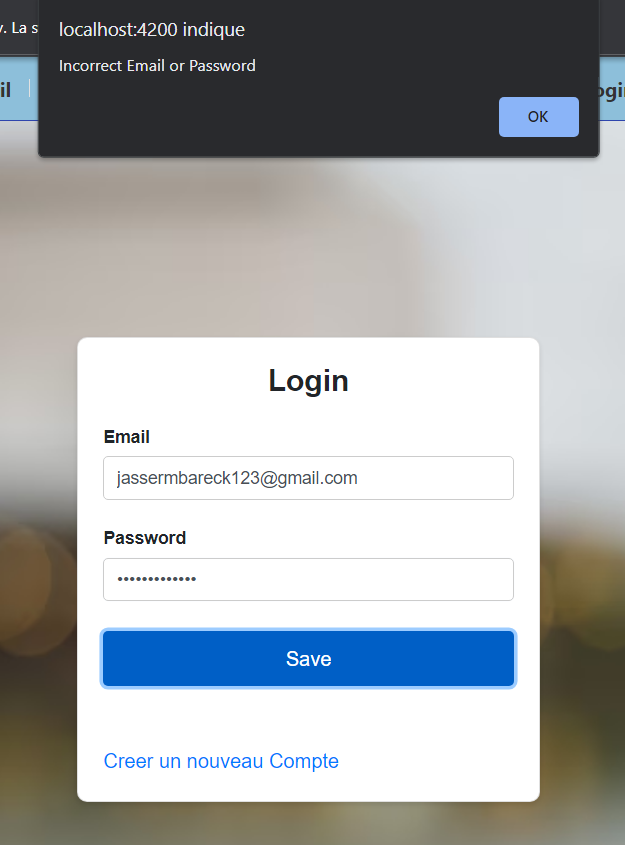 localhost:4200 indique
Incorrect Email or Password
OK
Login
Email
jassermbareck123@gmail.com
Password
•••••••••••••
Save
Creer un nouveau Compte